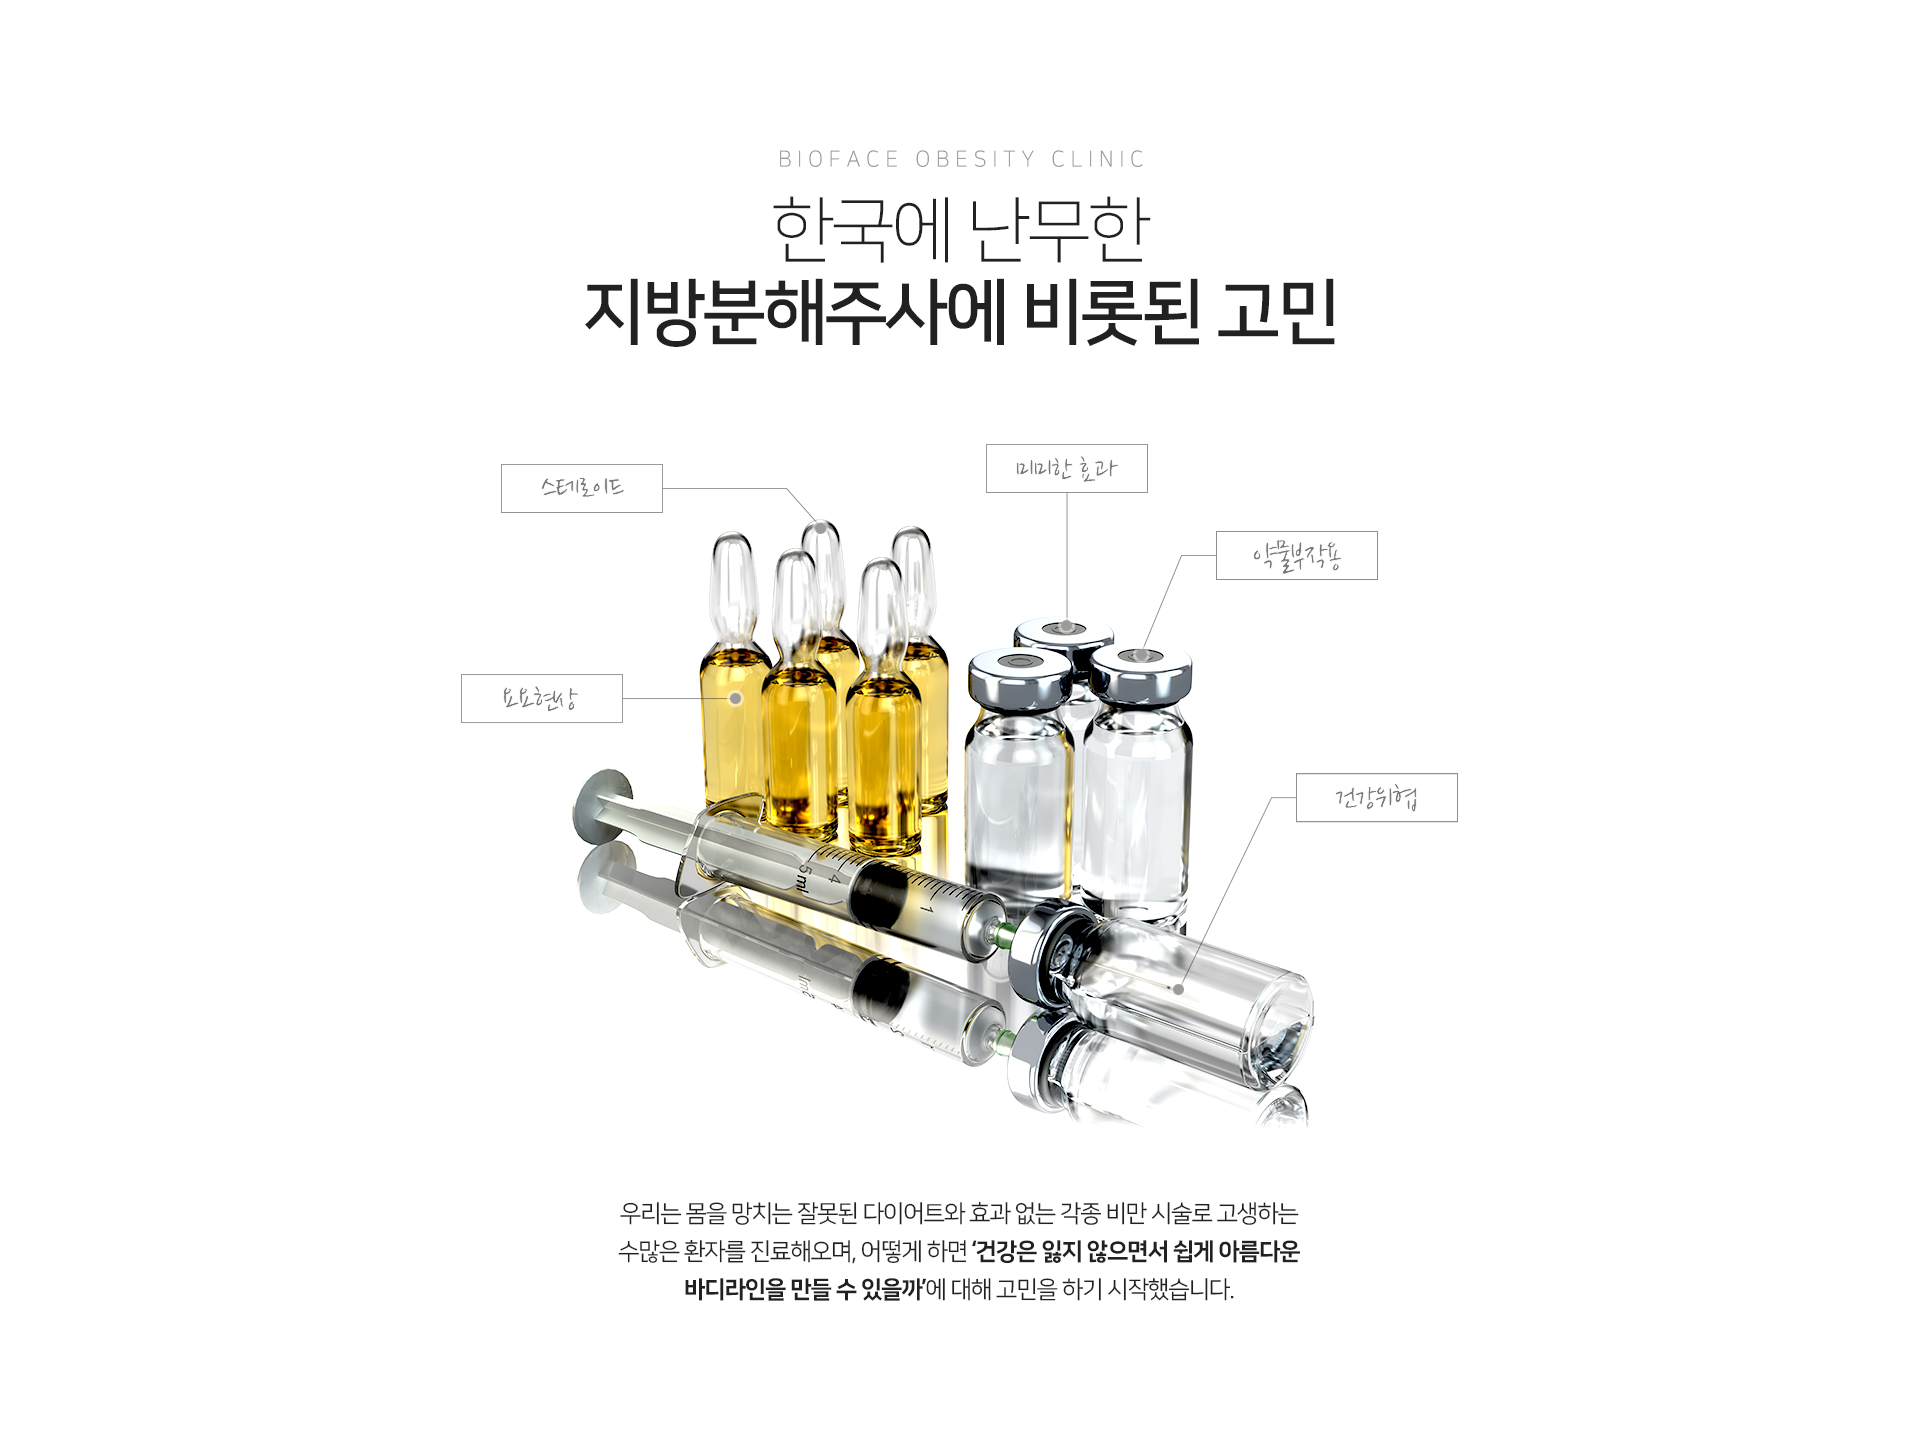 BIOFACE OBESITY CLINIC
한국에 난무한
지방분해주사에 비롯된 고민
미미한 효과
스테로이드
약물부작용
요요현상
건강위협
5ml
4
1
우리는 몸을 망치는 잘못된 다이어트와 효과 없는 각종 비만 시술로 고생하는
수많은 환자를 진료해오며, 어떻게 하면 ‘건강은 잃지 않으면서 쉽게 아름다운
바디라인을 만들 수 있을까’에 대해 고민을 하기 시작했습니다.